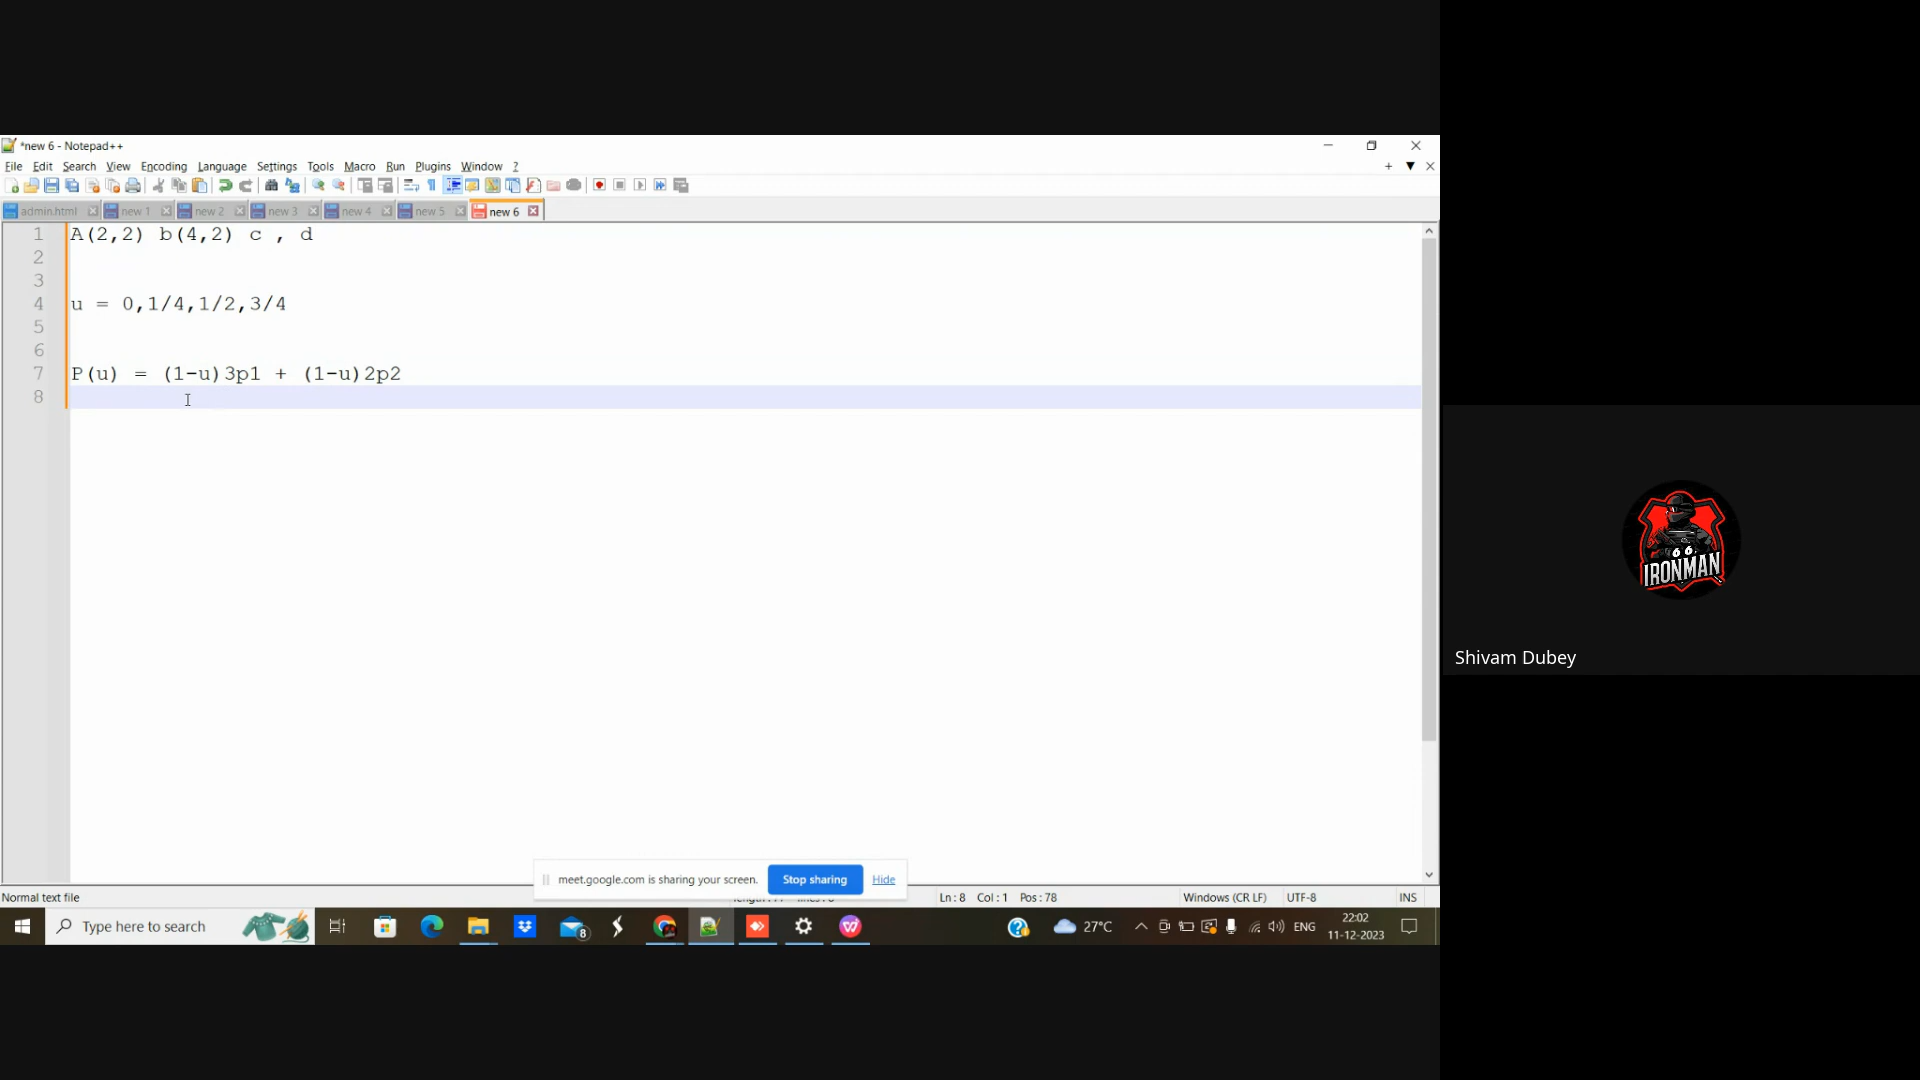 *new 6 - Notepad++
File Edit Search View Encoding Language Settings Tools Macro Run Plugins Window ?
admin.html new 1 new 2 new 3 new 4 new 5 new 6
1 A(2,2) b(4,2) c , d
2
3
4 u = 0,1/4,1/2,3/4
5
6
7 P(u) = (1-u)3p1 + (1-u)2p2
8
66
IRONMAN
Shivam Dubey
meet.google.com is sharing your screen. Stop sharing Hide
Normal text file Ln:8 Col:1 Pos:78 Windows (CR LF) UTF-8 INS
Type here to search 8 27°C ENG 22:02
11-12-2023